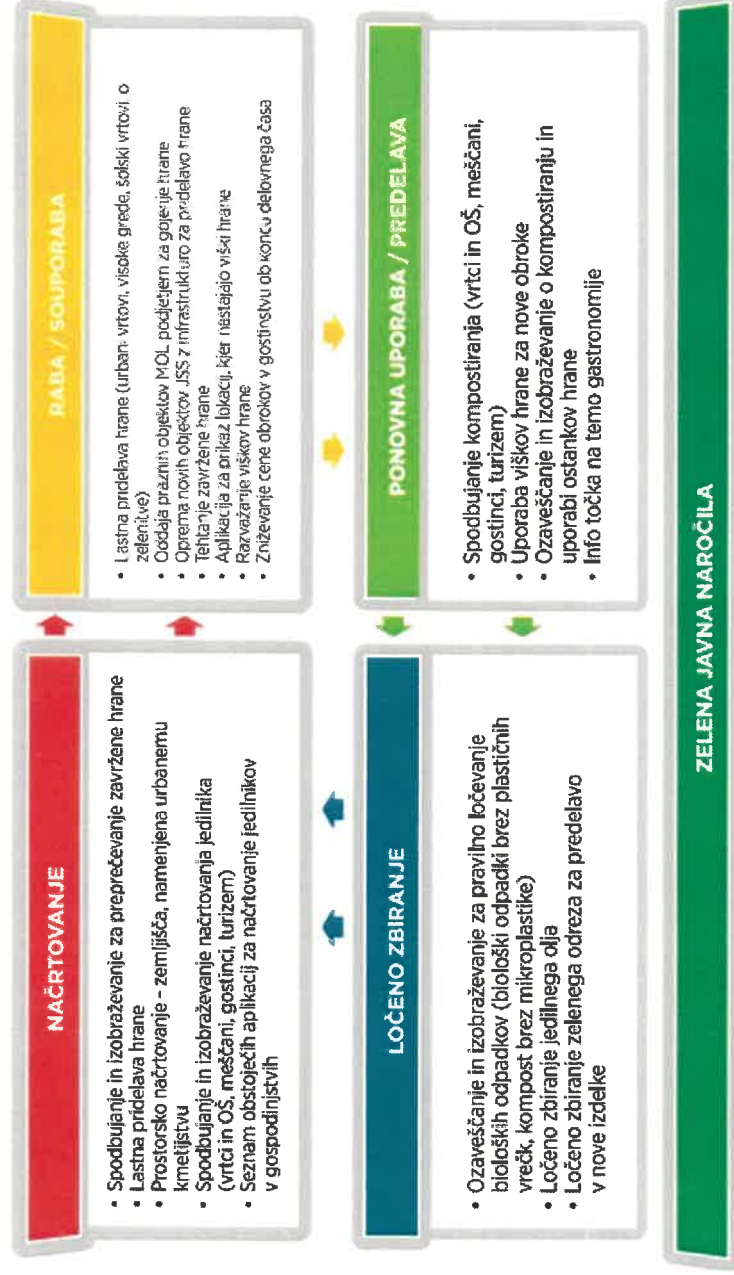 NAČRTOVANJE
• Spodbujanje in izobraževanje za preprečevanje zavržene hrane
• Lastna pridelava hrane
• Prostorsko načrtovanje – zemljišča, namenjena urbanemu
kmetijstvu
• Spodbujanje in izobraževanje načrtovanja jedilnika
(vrtci in OŠ, meščani, gostinci, turizem)
• Seznam obstoječih aplikacij za načrtovanje jedilnikov
v gospodinjstvih
RABA / SOUPORABA
• Lastna pridelava hrane (urbani vrtovi, visoke grede, šolski vrtovi, o
zelenitve)
• Oddaja praznih objektov MOL podjetjem za gojenje hrane
• Oprema novih objektov JSS z infrastrukturo za pridelavo hrane
• Tehtanje zavržene hrane
• Aplikacija za prikaz lokacij, kjer nastajajo viški hrane
• Razvažanje viškov hrane
• Zniževanje cene obrokov v gostinstvu ob koncu delovnega časa
LOČENO ZBIRANJE
• Ozaveščanje in izobraževanje za pravilno ločevanje
bioloških odpadkov (biološki odpadki brez plastičnih
vrečk, kompost brez mikroplastike)
• Ločeno zbiranje jedilnega olja
• Ločeno zbiranje zelenega odreza za predelavo
v nove izdelke
PONOVNA UPORABA / PREDELAVA
• Spodbujanje kompostiranja (vrtci in OŠ, meščani,
gostinci, turizem)
• Uporaba viškov hrane za nove obroke
• Ozaveščanje in izobraževanje o kompostiranju in
uporabi ostankov hrane
• Info točka na temo gastronomije
ZELENA JAVNA NAROČILA